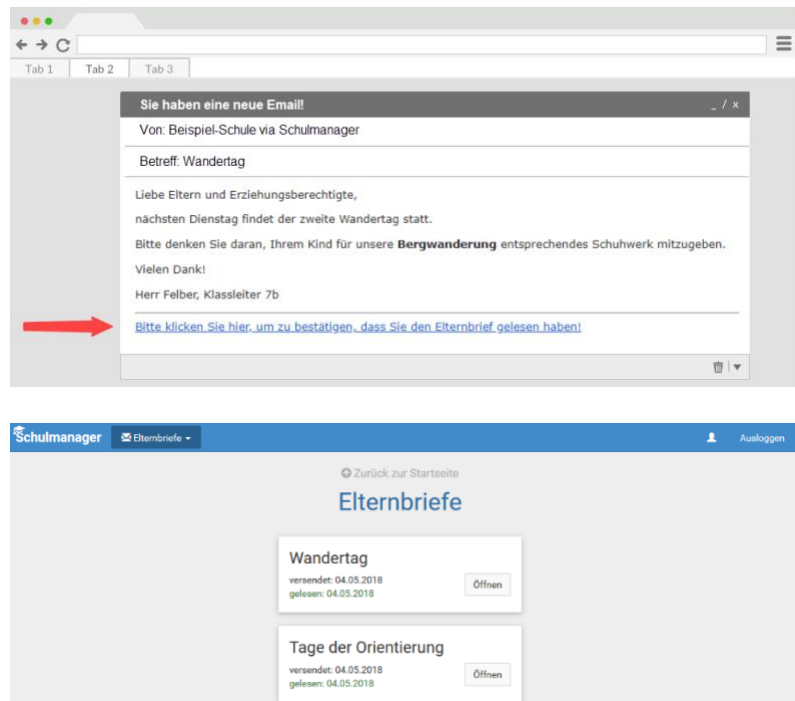 Tab 1 Tab 2 Tab 3
Sie haben eine neue Email! _ / x
Von: Beispiel-Schule via Schulmanager
Betreff: Wandertag
Liebe Eltern und Erziehungsberechtigte,
nächsten Dienstag findet der zweite Wandertag statt.
Bitte denken Sie daran, Ihrem Kind für unsere Bergwanderung entsprechendes Schuhwerk mitzugeben.
Vielen Dank!
Herr Felber, Klassleiter 7b
Bitte klicken Sie hier, um zu bestätigen, dass Sie den Elternbrief gelesen haben!
Schulmanager Elternbriefe Ausloggen
Zurück zur Startseite
Elternbriefe
Wandertag
versendet: 04.05.2018
gelesen: 04.05.2018
Öffnen
Tage der Orientierung
versendet: 04.05.2018
gelesen: 04.05.2018
Öffnen